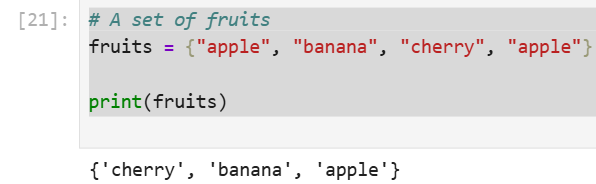 [21]: # A set of fruits
fruits = {"apple", "banana", "cherry", "apple"}
print(fruits)
{'cherry', 'banana', 'apple'}